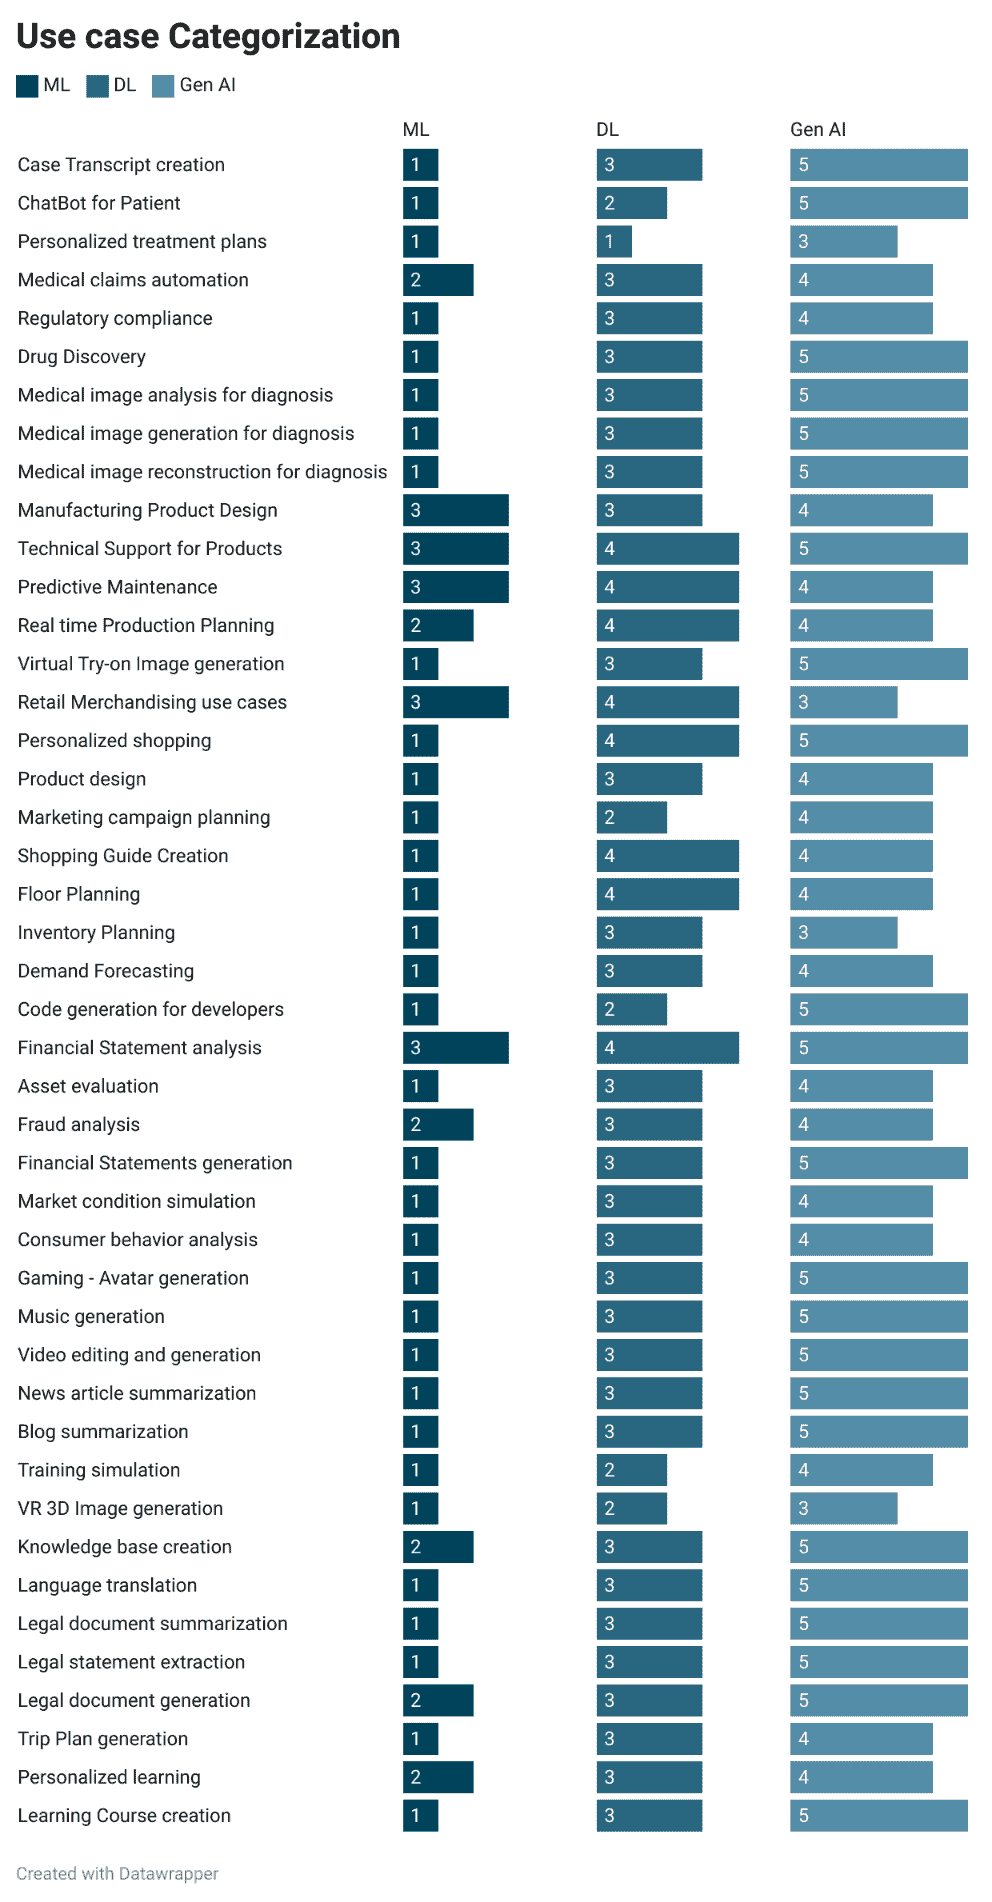 Use case Categorization
ML DL Gen AI
ML DL Gen AI
Case Transcript creation 1 3 5
ChatBot for Patient 1 2 5
Personalized treatment plans 1 1 3
Medical claims automation 2 3 4
Regulatory compliance 1 3 4
Drug Discovery 1 3 5
Medical image analysis for diagnosis 1 3 5
Medical image generation for diagnosis 1 3 5
Medical image reconstruction for diagnosis 1 3 5
Manufacturing Product Design 3 3 4
Technical Support for Products 3 4 5
Predictive Maintenance 3 4 4
Real time Production Planning 2 4 4
Virtual Try-on Image generation 1 3 5
Retail Merchandising use cases 3 4 3
Personalized shopping 1 4 5
Product design 1 3 4
Marketing campaign planning 1 2 4
Shopping Guide Creation 1 4 4
Floor Planning 1 4 4
Inventory Planning 1 3 3
Demand Forecasting 1 3 4
Code generation for developers 1 2 5
Financial Statement analysis 3 4 5
Asset evaluation 1 3 4
Fraud analysis 2 3 4
Financial Statements generation 1 3 5
Market condition simulation 1 3 4
Consumer behavior analysis 1 3 4
Gaming - Avatar generation 1 3 5
Music generation 1 3 5
Video editing and generation 1 3 5
News article summarization 1 3 5
Blog summarization 1 3 5
Training simulation 1 2 4
VR 3D Image generation 1 2 3
Knowledge base creation 2 3 5
Language translation 1 3 5
Legal document summarization 1 3 5
Legal statement extraction 1 3 5
Legal document generation 2 3 5
Trip Plan generation 1 3 4
Personalized learning 2 3 4
Learning Course creation 1 3 5
Created with Datawrapper